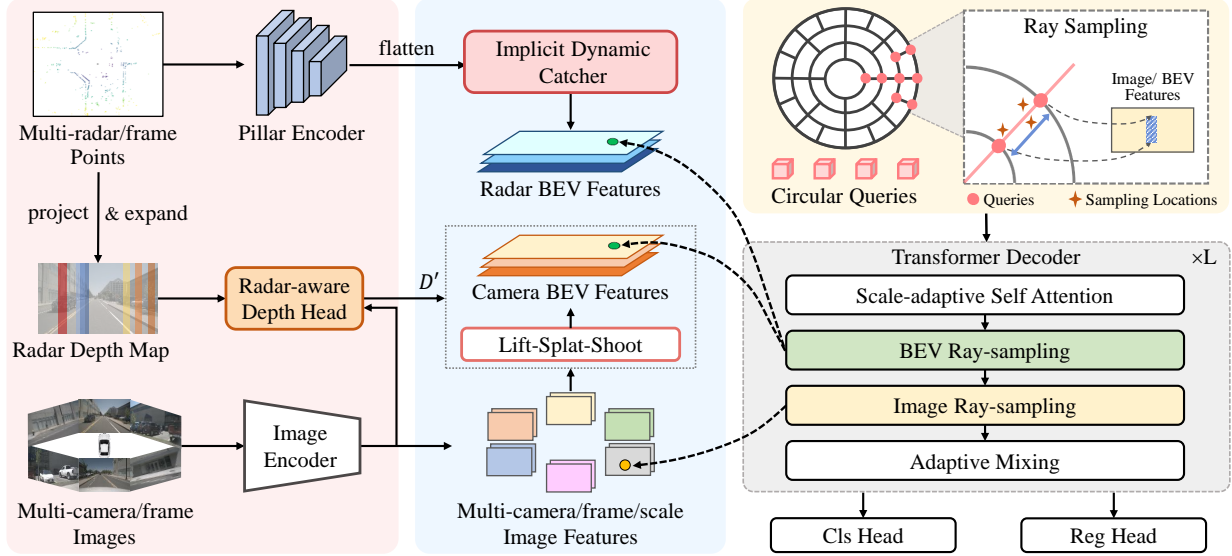 Multi-radar/frame
Points
Pillar Encoder
flatten
Implicit Dynamic
Catcher
Radar BEV Features
project & expand
Radar Depth Map
Radar-aware
Depth Head
D′
Camera BEV Features
Lift-Splat-Shoot
Image
Encoder
Multi-camera/frame
Images
Multi-camera/frame/scale
Image Features
Circular Queries
Ray Sampling
Image/ BEV
Features
Queries
Sampling Locations
Transformer Decoder
×L
Scale-adaptive Self Attention
BEV Ray-sampling
Image Ray-sampling
Adaptive Mixing
Cls Head
Reg Head